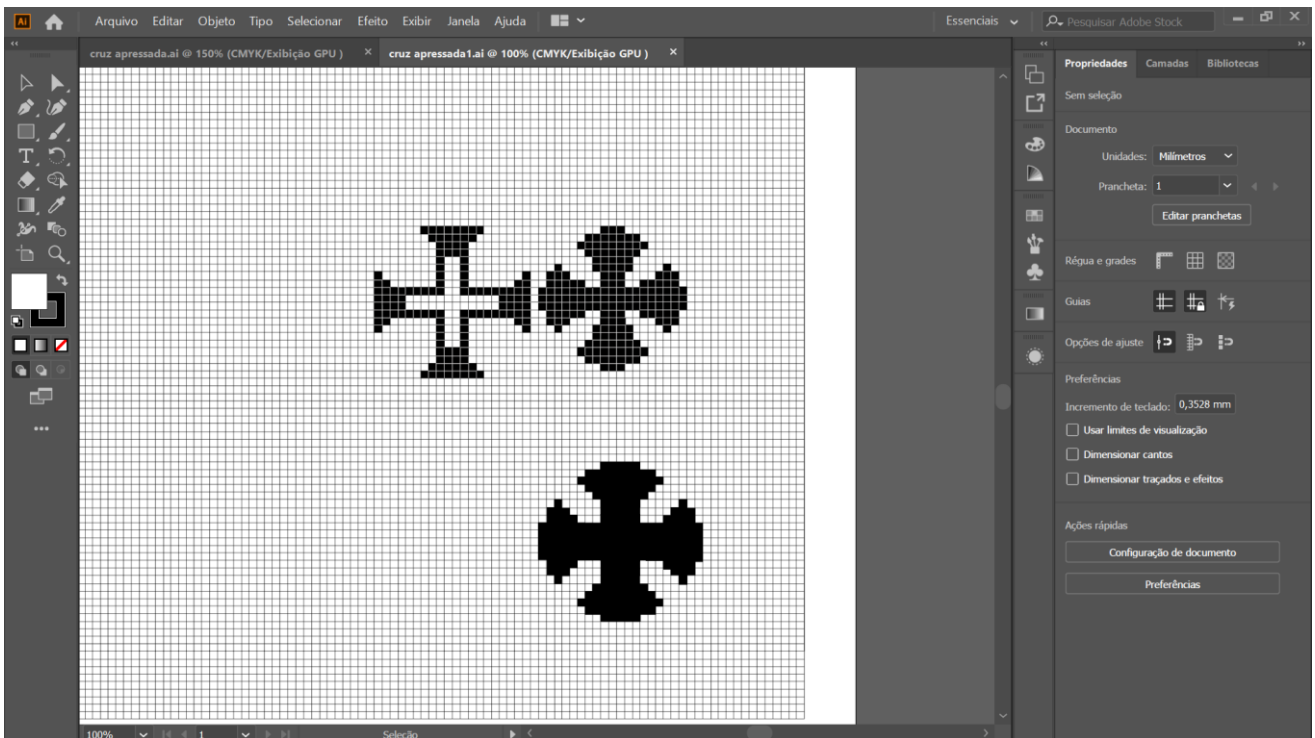 Ai Arquivo Editar Objeto Tipo Selecionar Efeito Exibir Janela Ajuda Essenciais Pesquisar Adobe Stock
cruz apressada.ai @ 150% (CMYK/Exibição GPU ) × cruz apressada1.ai @ 100% (CMYK/Exibição GPU ) ×
Propriedades Camadas Bibliotecas
Sem seleção
Documento
Unidades: Milímetros
Prancheta: 1
Editar pranchetas
Régua e grades
Guias
Opções de ajuste
Preferências
Incremento de teclado: 0,3528 mm
Usar limites de visualização
Dimensionar cantos
Dimensionar traçados e efeitos
Ações rápidas
Configuração de documento
Preferências
100% 1 Seleção